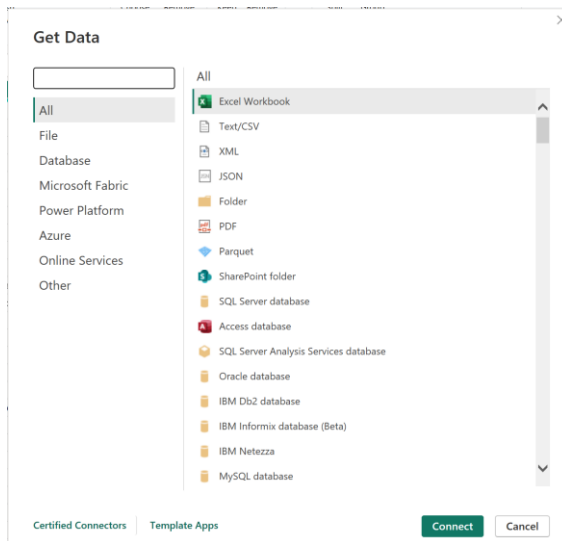 Get Data
All
File
Database
Microsoft Fabric
Power Platform
Azure
Online Services
Other
All
Excel Workbook
Text/CSV
XML
JSON
Folder
PDF
Parquet
SharePoint folder
SQL Server database
Access database
SQL Server Analysis Services database
Oracle database
IBM Db2 database
IBM Informix database (Beta)
IBM Netezza
MySQL database
Certified Connectors
Template Apps
Connect
Cancel